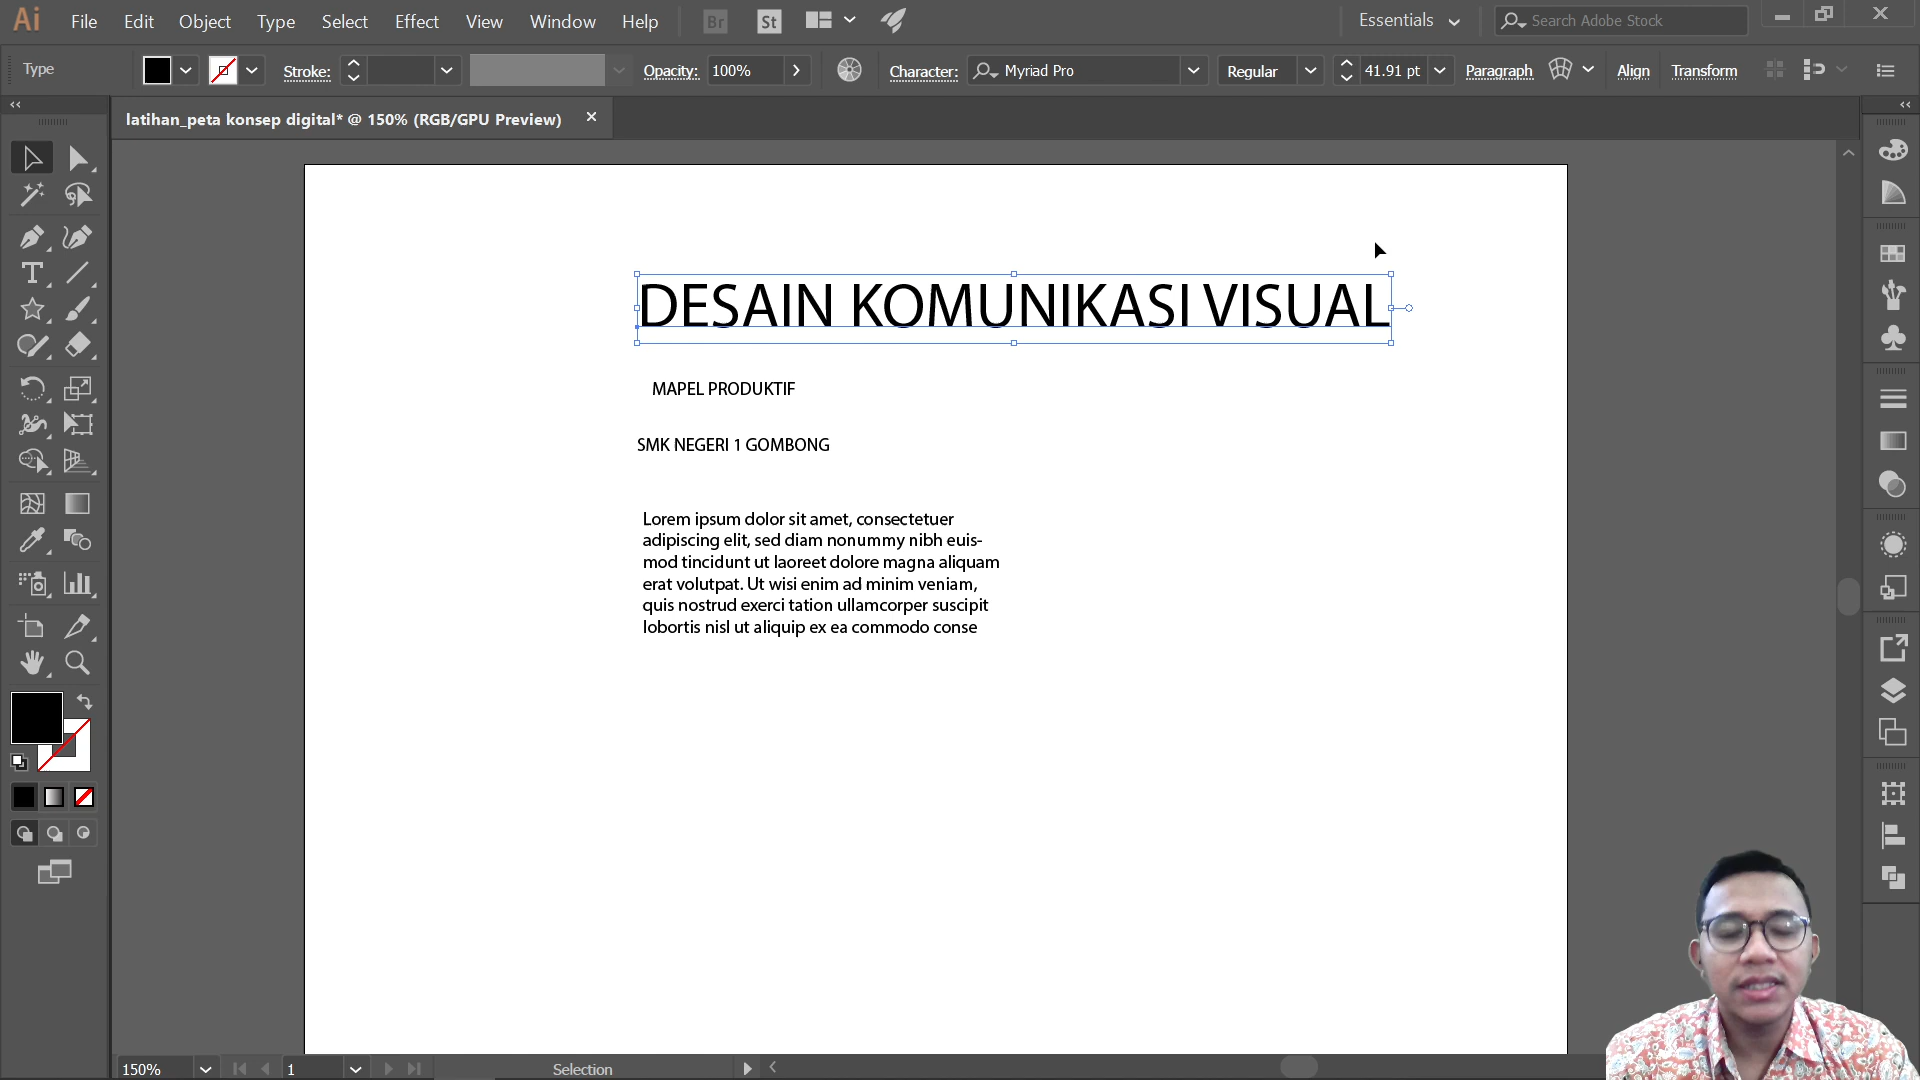 Ai File Edit Object Type Select Effect View Window Help Br St Essentials Search Adobe Stock
Type Stroke: Opacity: 100% Character: Myriad Pro Regular 41.91 pt Paragraph Align Transform
latihan_peta konsep digital* @ 150% (RGB/GPU Preview)
DESAIN KOMUNIKASI VISUAL
MAPEL PRODUKTIF
SMK NEGERI 1 GOMBONG
Lorem ipsum dolor sit amet, consectetuer
adipiscing elit, sed diam nonummy nibh euis-
mod tincidunt ut laoreet dolore magna aliquam
erat volutpat. Ut wisi enim ad minim veniam,
quis nostrud exerci tation ullamcorper suscipit
lobortis nisl ut aliquip ex ea commodo conse
150% 1 Selection